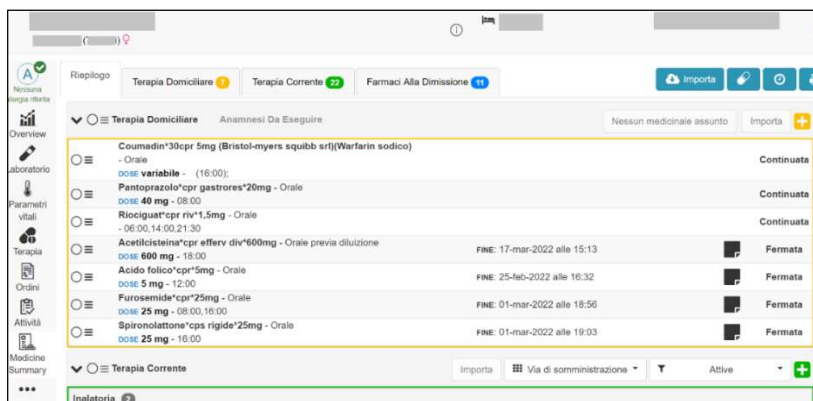 Nessuna
allergia riferita
Overview
Laboratorio
Parametri
vitali
Terapia
Ordini
Attività
Medicine
Summary
Riepilogo
Terapia Domiciliare 7
Terapia Corrente 22
Farmaci Alla Dimissione 11
Importa
Terapia Domiciliare Anamnesi Da Eseguire
Nessun medicinale assunto
Importa
Coumadin*30cpr 5mg (Bristol-myers squibb srl)(Warfarin sodico)
- Orale
DOSE variabile - (16:00);
Continuata
Pantoprazolo*cpr gastrores*20mg - Orale
DOSE 40 mg - 08:00
Continuata
Riociguat*cpr riv*1,5mg - Orale
- 06:00,14:00,21:30
Continuata
Acetilcisteina*cpr efferv div*600mg - Orale previa diluizione
DOSE 600 mg - 18:00
FINE: 17-mar-2022 alle 15:13
Fermata
Acido folico*cpr*5mg - Orale
DOSE 5 mg - 12:00
FINE: 25-feb-2022 alle 16:32
Fermata
Furosemide*cpr*25mg - Orale
DOSE 25 mg - 08:00,16:00
FINE: 01-mar-2022 alle 18:56
Fermata
Spironolattone*cps rigide*25mg - Orale
DOSE 25 mg - 16:00
FINE: 01-mar-2022 alle 19:03
Fermata
Terapia Corrente
Importa
Via di somministrazione
Attive
Inalatoria 2